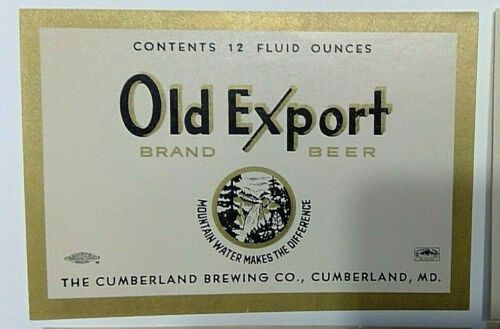 CONTENTS 12 FLUID OUNCES
Old Export
BRAND BEER
MOUNTAIN WATER MAKES THE DIFFERENCE
THE CUMBERLAND BREWING CO., CUMBERLAND, MD.